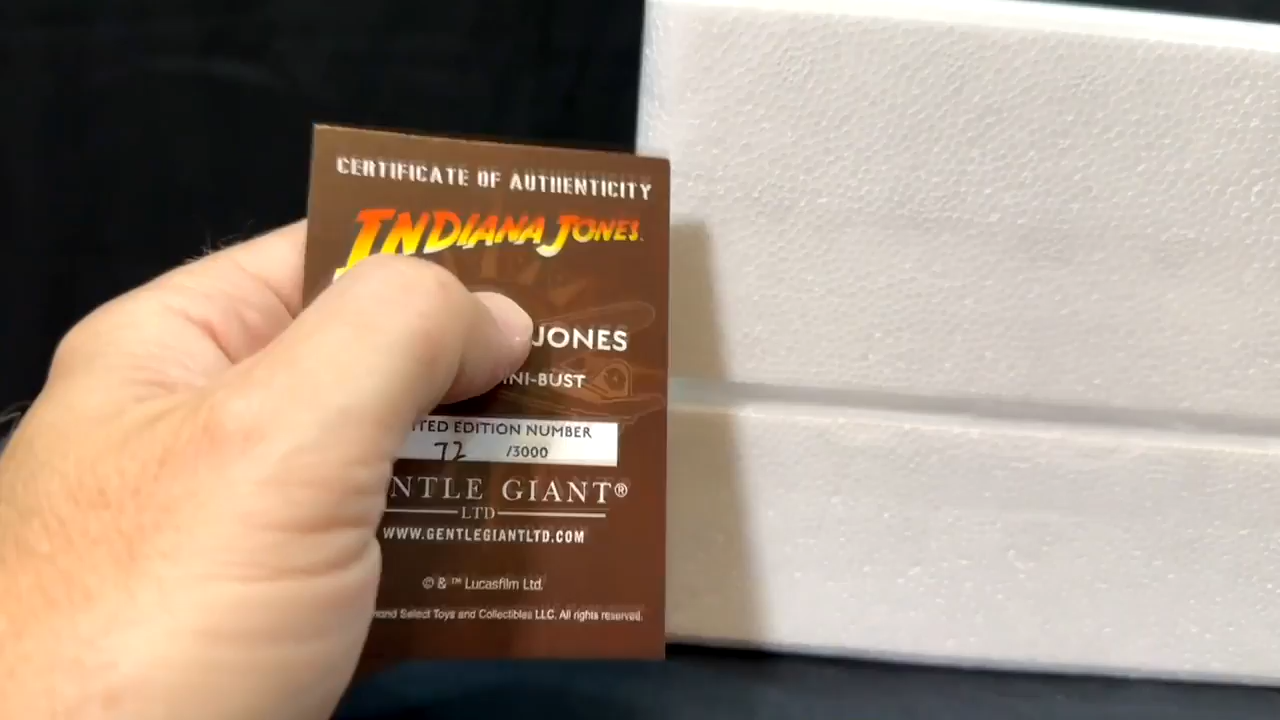 CERTIFICATE OF AUTHENTICITY
INDIANA JONES
JONES
INI-BUST
TED EDITION NUMBER
72 /3000
NTLE GIANT®
LTD
WWW.GENTLEGIANTLTD.COM
© & ™ Lucasfilm Ltd.
mond Select Toys and Collectibles LLC. All rights reserved.